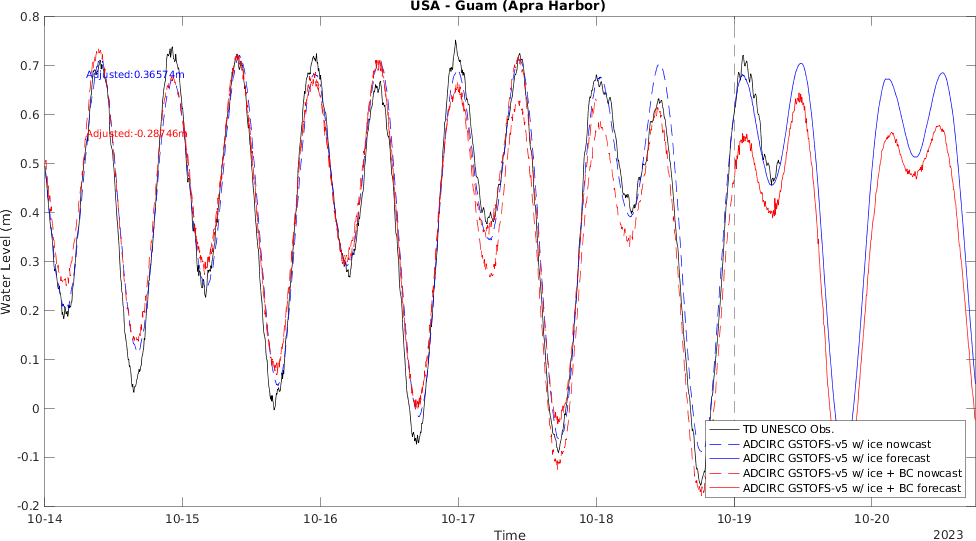 USA - Guam (Apra Harbor)
0.8
0.7
0.6
0.5
0.4
0.3
0.2
0.1
0
-0.1
-0.2
Water Level (m)
Adjusted:0.36574m
Adjusted:-0.28746m
TD UNESCO Obs.
ADCIRC GSTOFS-v5 w/ ice nowcast
ADCIRC GSTOFS-v5 w/ ice forecast
ADCIRC GSTOFS-v5 w/ ice + BC nowcast
ADCIRC GSTOFS-v5 w/ ice + BC forecast
10-14 10-15 10-16 10-17 10-18 10-19 10-20
Time
2023